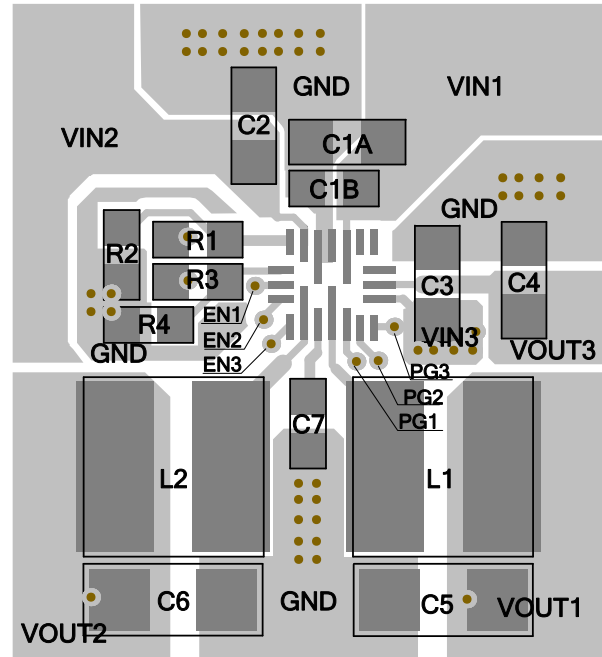 GND
VIN1
C2
VIN2
C1A
C1B
GND
R1
R2
R3
C3
C4
EN1
R4
EN2
VIN3
GND
EN3
VOUT3
PG3
PG2
PG1
C7
L2
L1
C6
GND
C5
VOUT1
VOUT2